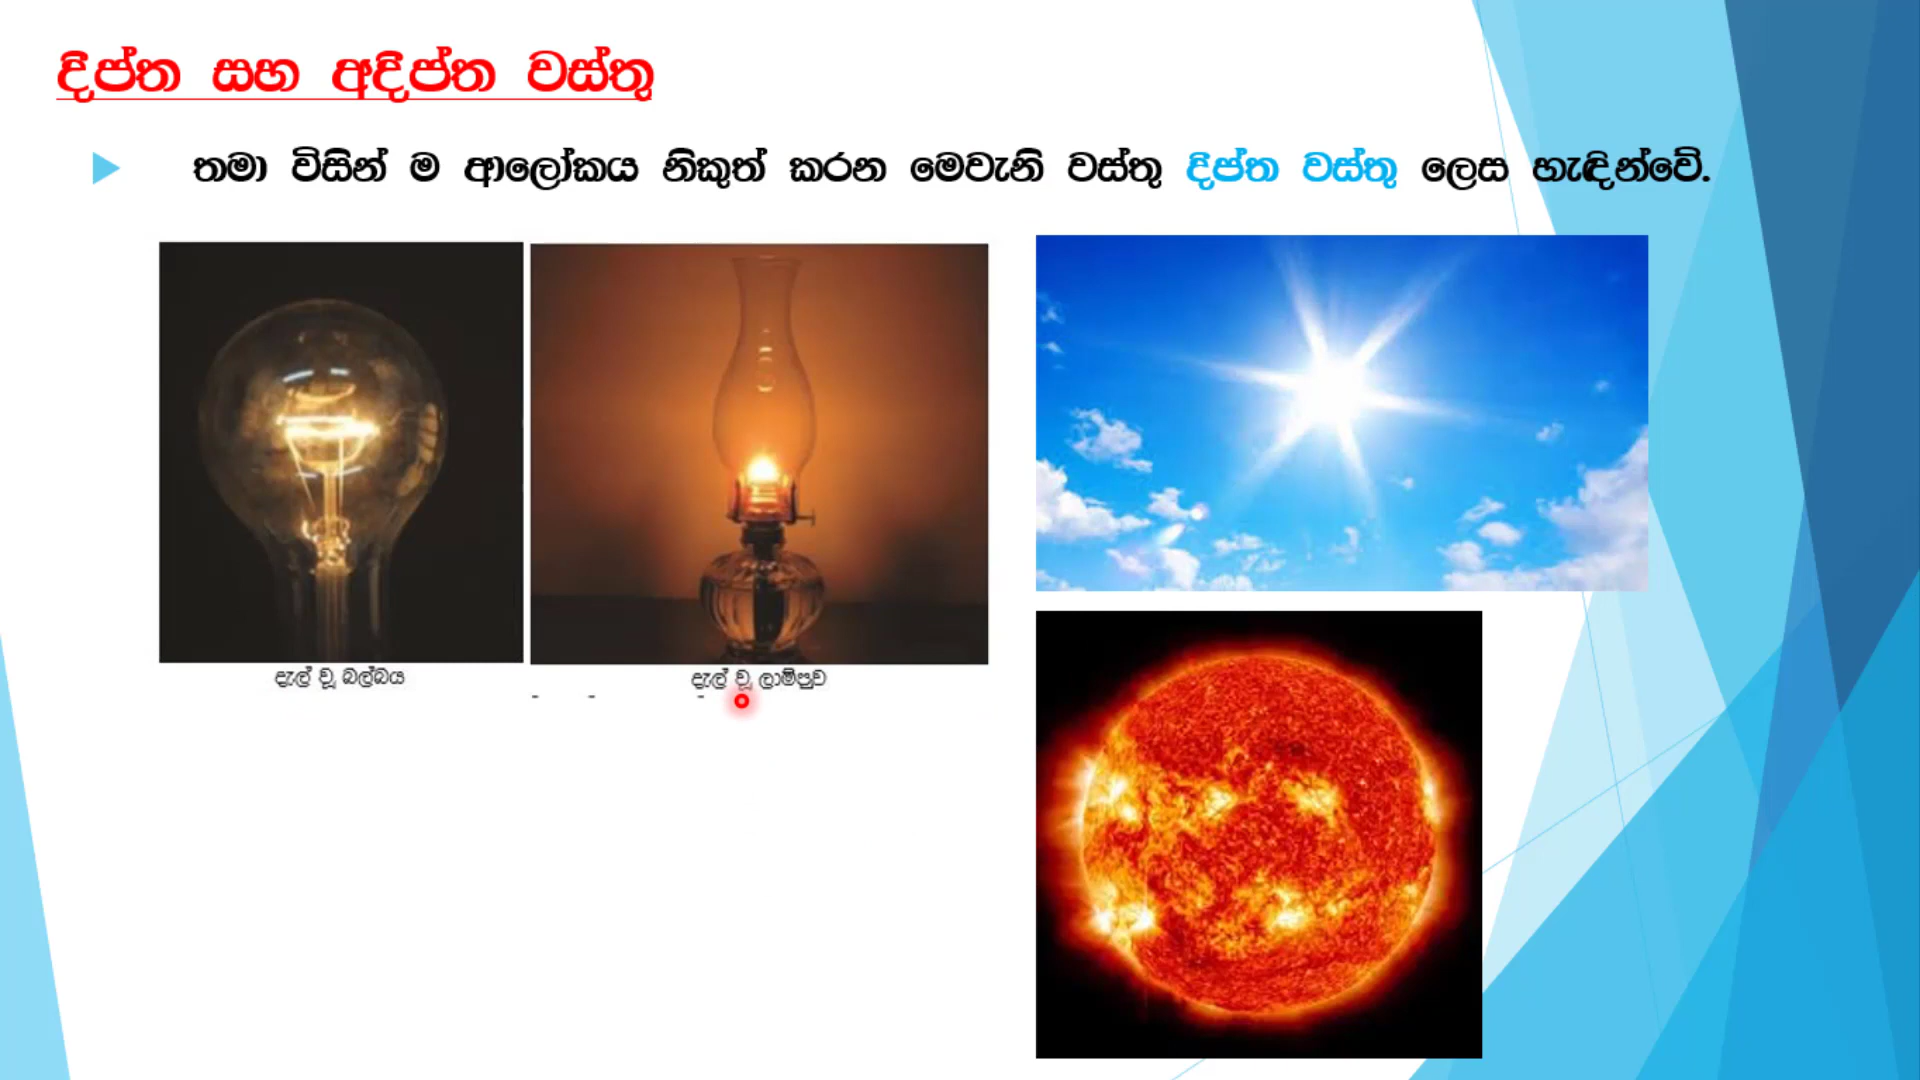 දීප්ත සහ අදීප්ත වස්තු
තමා විසින් ම ආලෝකය නිකුත් කරන මෙවැනි වස්තු දීප්ත වස්තු ලෙස හැඳින්වේ.
දැල් වූ බල්බය
දැල් වූ ලාම්පුව